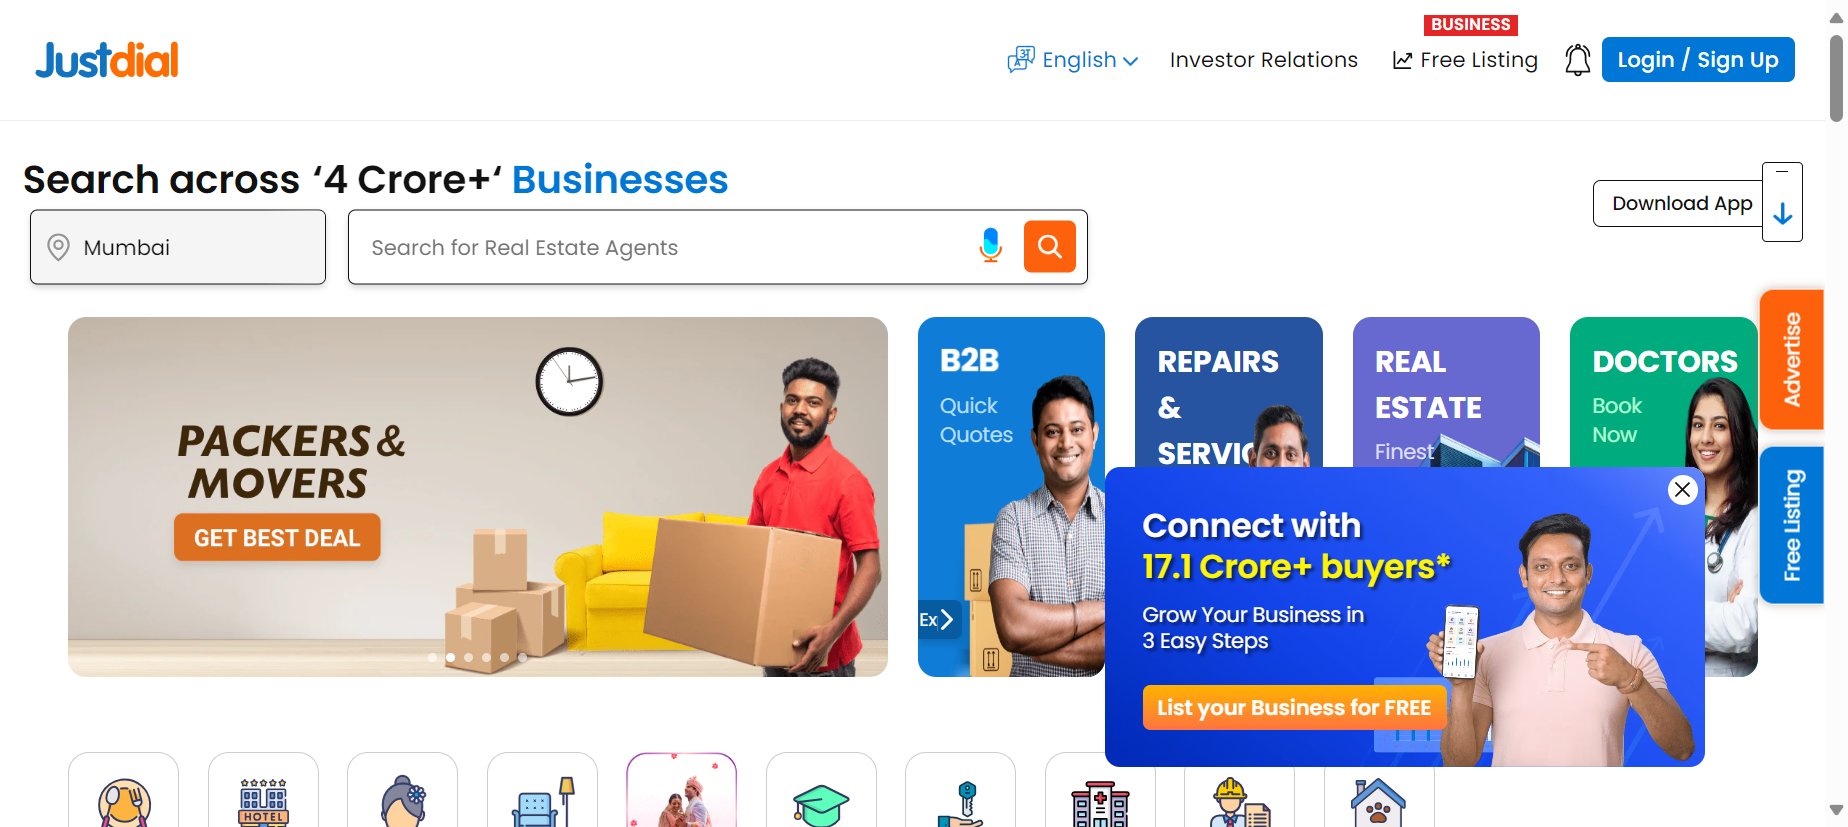 Justdial
English
Investor Relations
BUSINESS
Free Listing
Login / Sign Up
Search across ‘4 Crore+‘ Businesses
Mumbai
Search for Real Estate Agents
Download App
PACKERS &
MOVERS
GET BEST DEAL
B2B
Quick
Quotes
Ex
REPAIRS
&
REAL
ESTATE
Finest
DOCTORS
Book
Now
Advertise
Free Listing
Connect with
17.1 Crore+ buyers*
Grow Your Business in
3 Easy Steps
List your Business for FREE
HOTEL